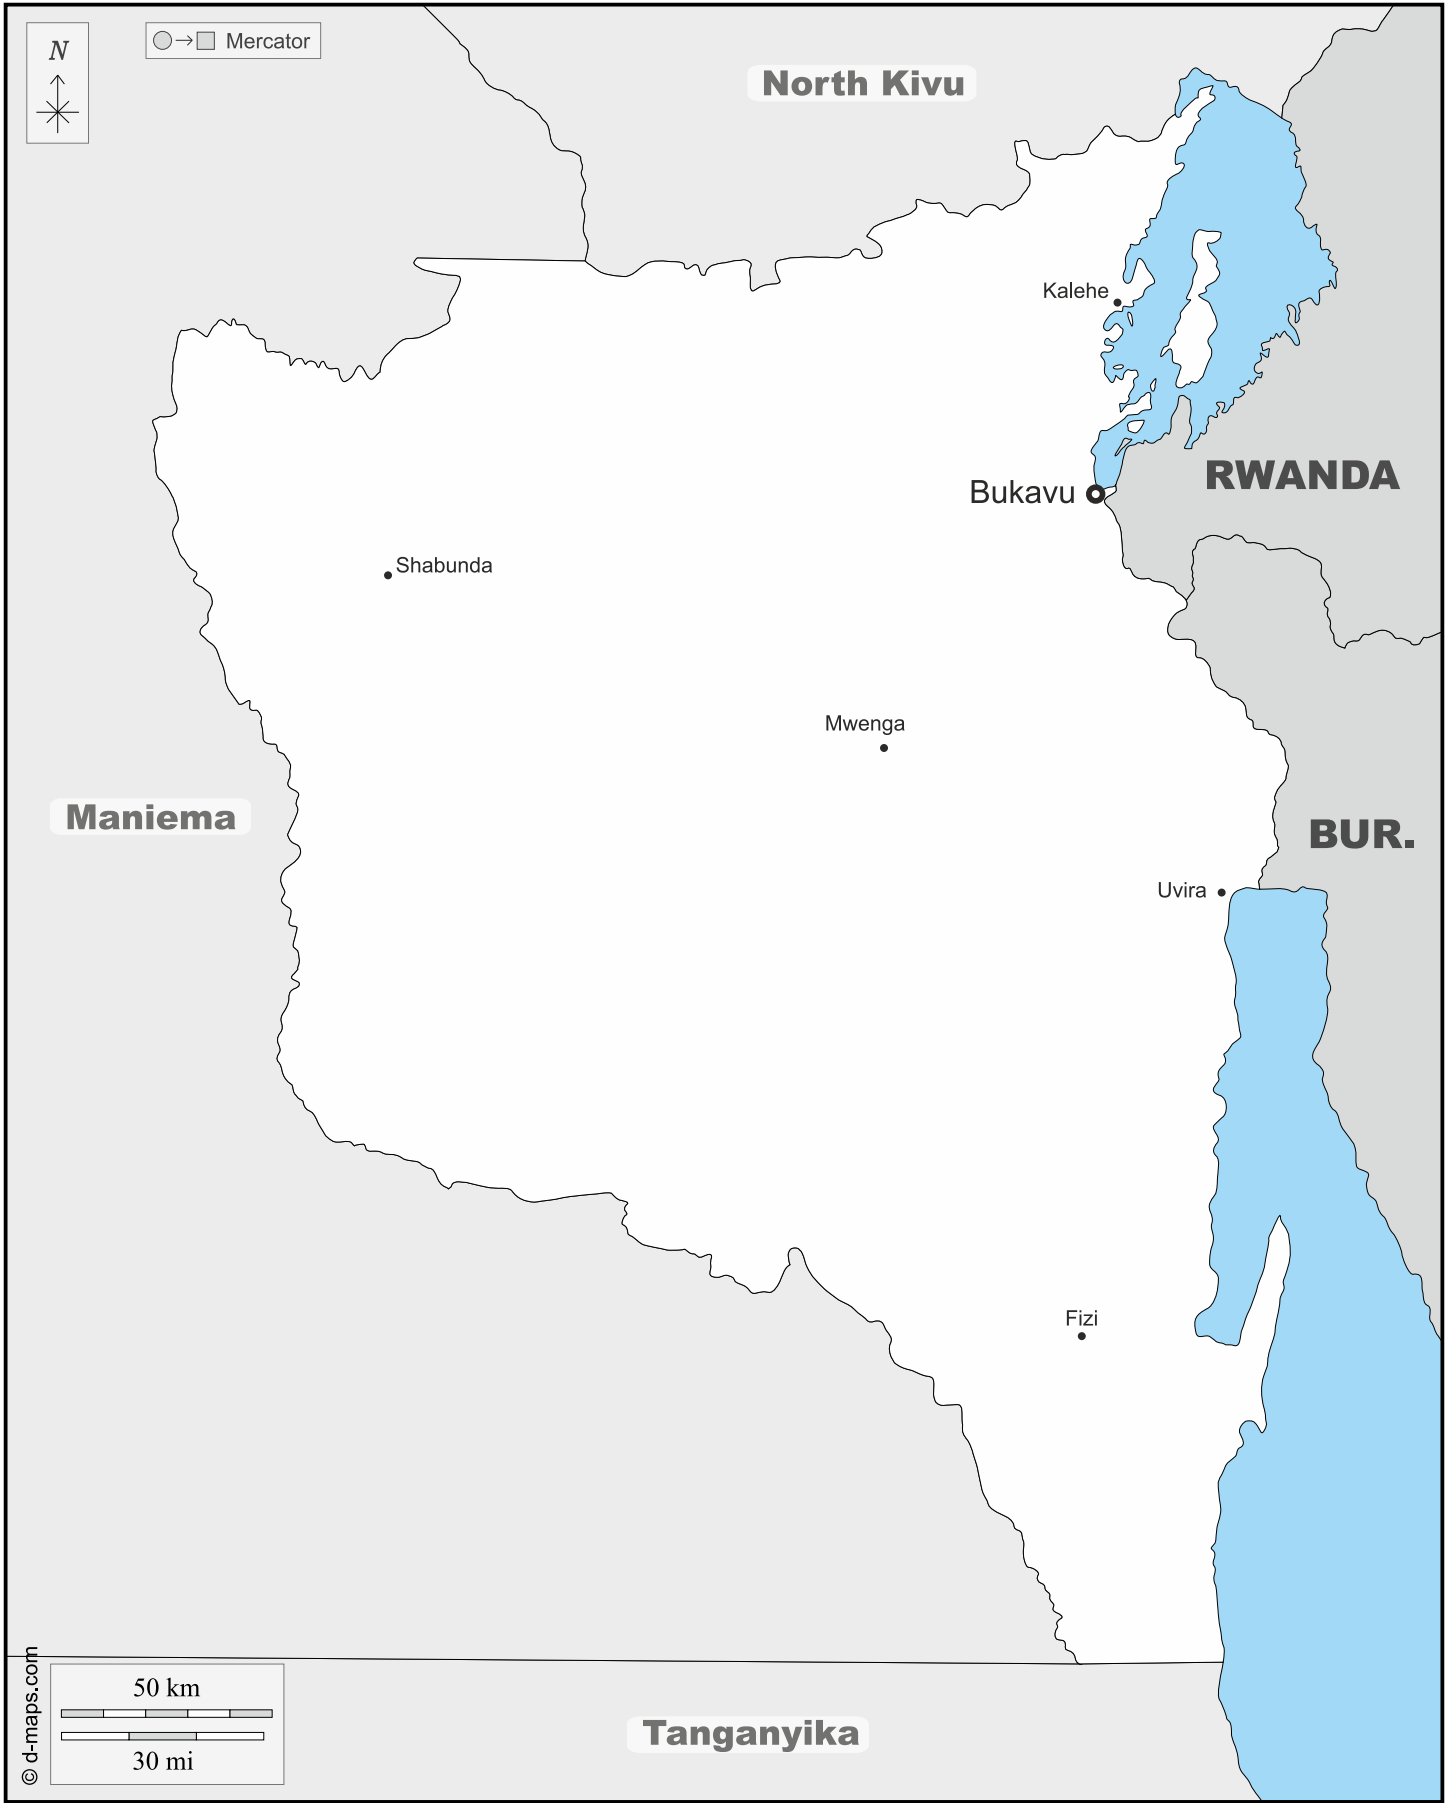 N
Mercator
North Kivu
Kalehe
RWANDA
Bukavu
Shabunda
Mwenga
Maniema
BUR.
Uvira
Fizi
© d-maps.com
50 km
30 mi
Tanganyika